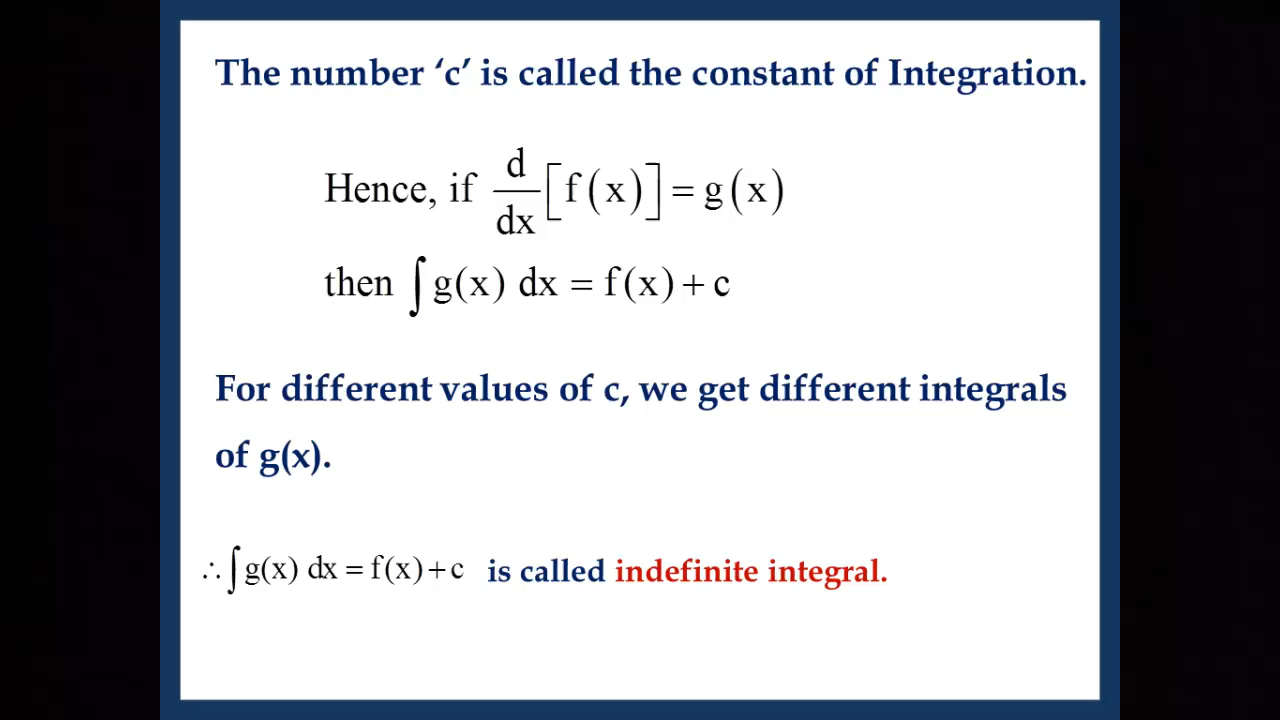 The number ‘c’ is called the constant of Integration.
Hence, if d/dx [f(x)] = g(x)
then ∫ g(x) dx = f(x) + c
For different values of c, we get different integrals
of g(x).
∴ ∫ g(x) dx = f(x) + c is called indefinite integral.